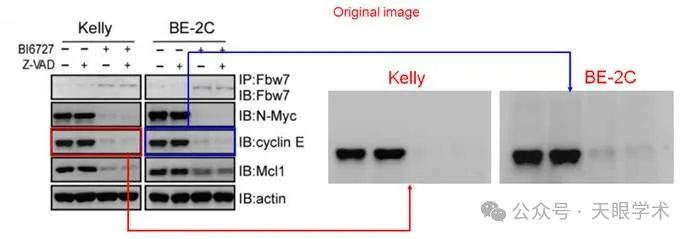 Original image
Kelly BE-2C
BI6727 − − + + − − + +
Z-VAD − + − + − + − +
IP:Fbw7
IB:Fbw7
IB:N-Myc
IB:cyclin E
IB:Mcl1
IB:actin
Kelly BE-2C
公众号 · 天眼学术